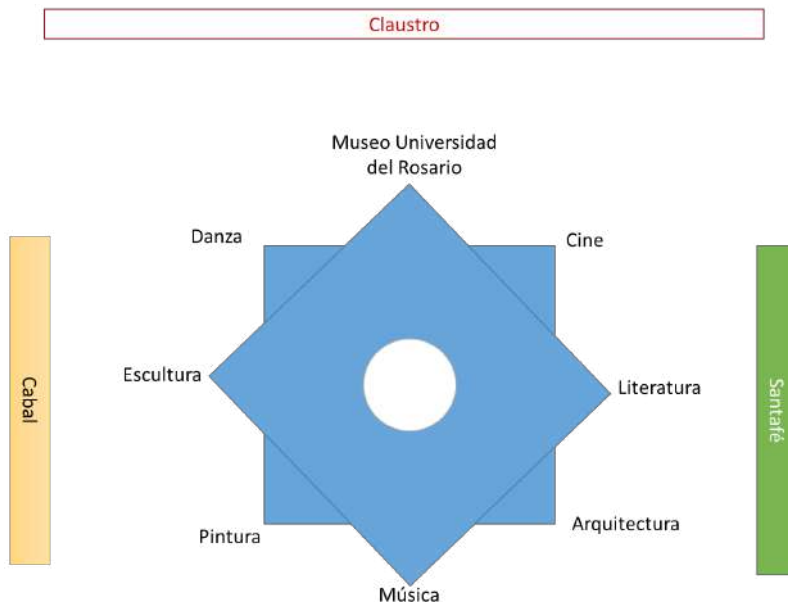 Claustro
Museo Universidad
del Rosario
Danza
Cine
Escultura
Literatura
Cabal
Santafé
Pintura
Arquitectura
Música